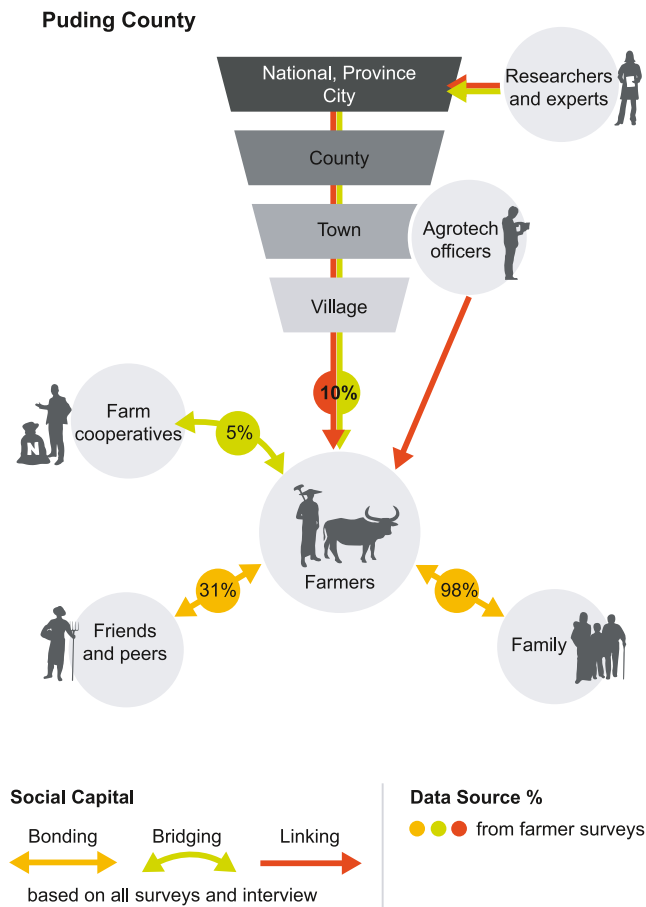 Puding County
National, Province
City
Researchers
and experts
County
Town
Agrotech
officers
Village
10%
Farm
cooperatives
5%
N
Farmers
31%
98%
Friends
and peers
Family
Social Capital
Bonding
Bridging
Linking
based on all surveys and interview
Data Source %
from farmer surveys